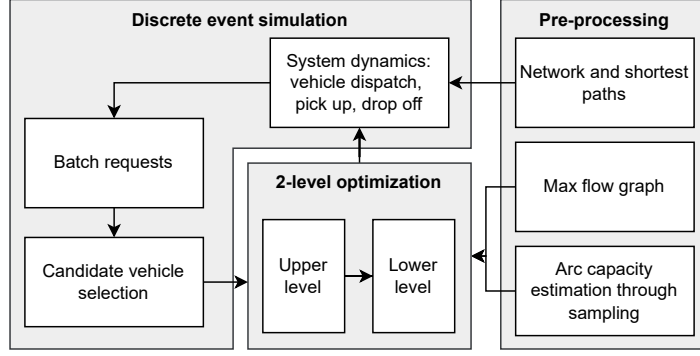 Discrete event simulation
System dynamics:
vehicle dispatch,
pick up, drop off
Batch requests
Candidate vehicle
selection
2-level optimization
Upper
level
Lower
level
Pre-processing
Network and shortest
paths
Max flow graph
Arc capacity
estimation through
sampling